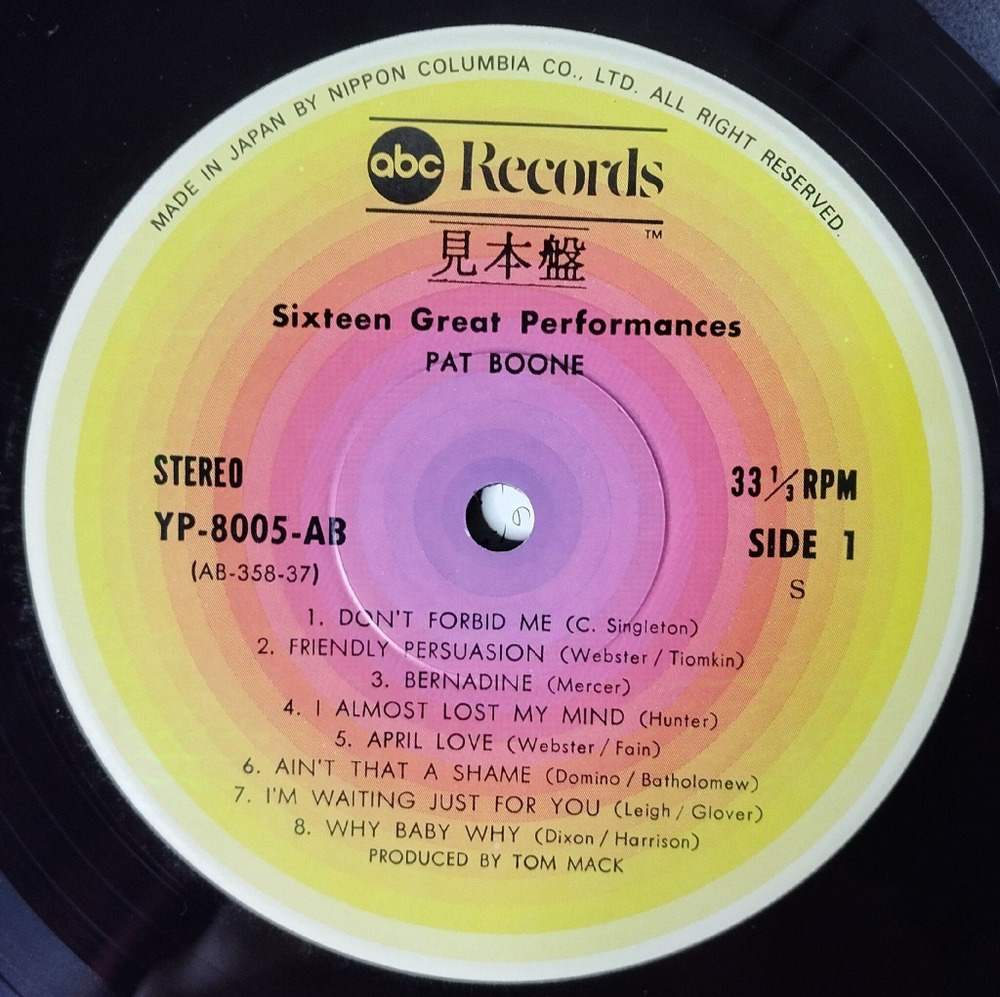 MADE IN JAPAN BY NIPPON COLUMBIA CO., LTD. ALL RIGHT RESERVED.
abc Records
TM
見本盤
Sixteen Great Performances
PAT BOONE
STEREO
33 1/3 RPM
YP-8005-AB
SIDE 1
(AB-358-37)
S
1. DON'T FORBID ME (C. Singleton)
2. FRIENDLY PERSUASION (Webster / Tiomkin)
3. BERNADINE (Mercer)
4. I ALMOST LOST MY MIND (Hunter)
5. APRIL LOVE (Webster / Fain)
6. AIN'T THAT A SHAME (Domino / Batholomew)
7. I'M WAITING JUST FOR YOU (Leigh / Glover)
8. WHY BABY WHY (Dixon / Harrison)
PRODUCED BY TOM MACK